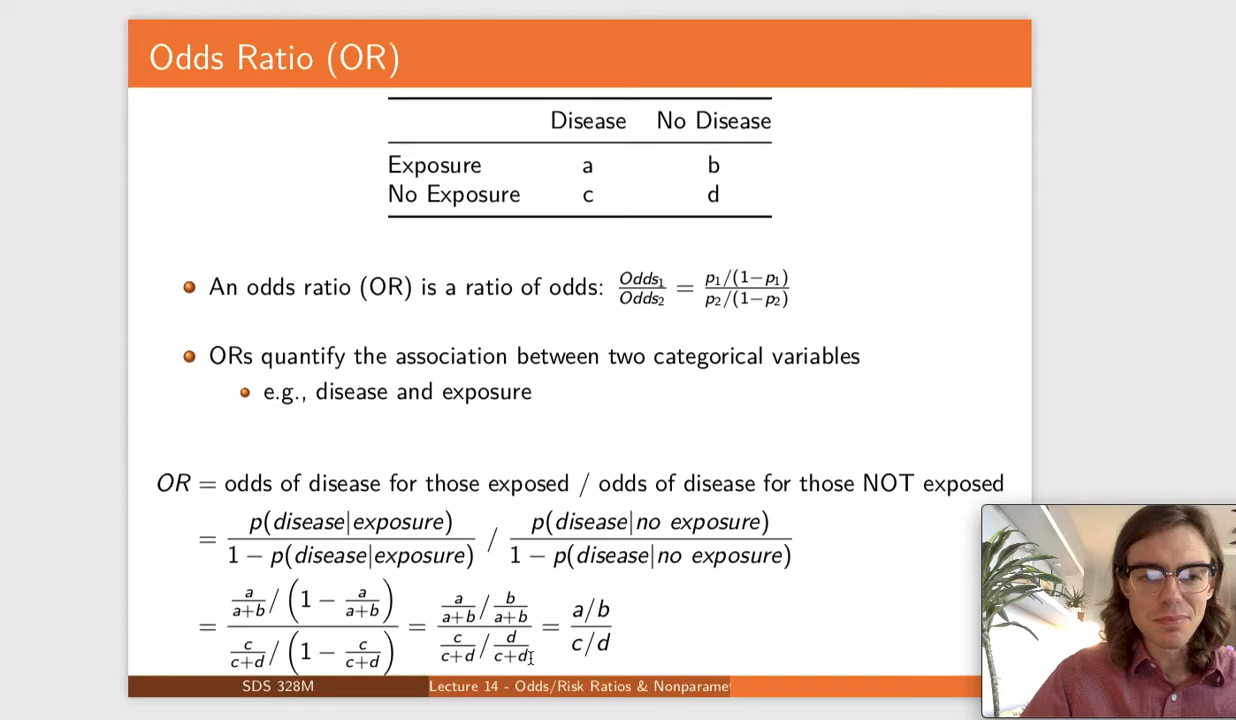 Odds Ratio (OR)
Disease No Disease
Exposure a b
No Exposure c d
An odds ratio (OR) is a ratio of odds: Odds₁/Odds₂ = p₁/(1−p₁) / p₂/(1−p₂)
ORs quantify the association between two categorical variables
e.g., disease and exposure
OR = odds of disease for those exposed / odds of disease for those NOT exposed
= p(disease|exposure) / 1 − p(disease|exposure) / p(disease|no exposure) / 1 − p(disease|no exposure)
= a/a+b / (1 − a/a+b) / c/c+d / (1 − c/c+d) = a/a+b / b/a+b / c/c+d / d/c+d = a/b / c/d
SDS 328M Lecture 14 - Odds/Risk Ratios & Nonparame